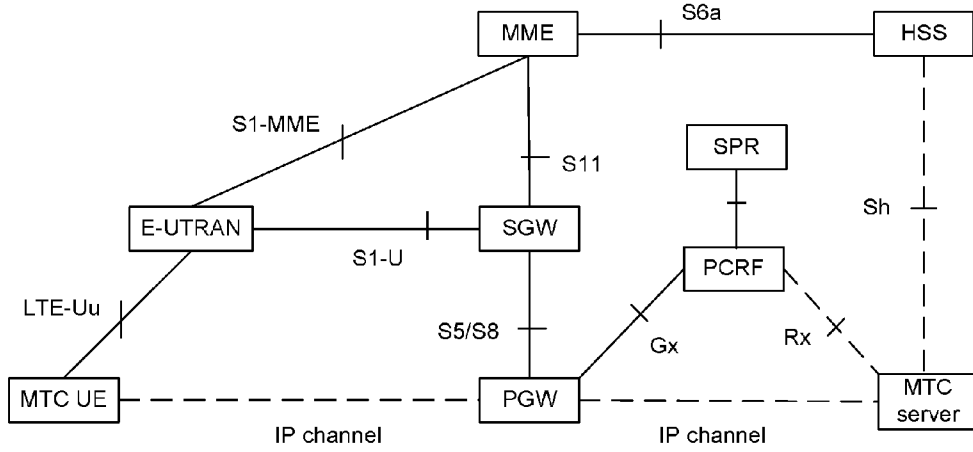 S6a
MME
HSS
S1-MME
SPR
S11
Sh
E-UTRAN
SGW
S1-U
PCRF
LTE-Uu
S5/S8
Gx
Rx
MTC UE
PGW
MTC
server
IP channel
IP channel